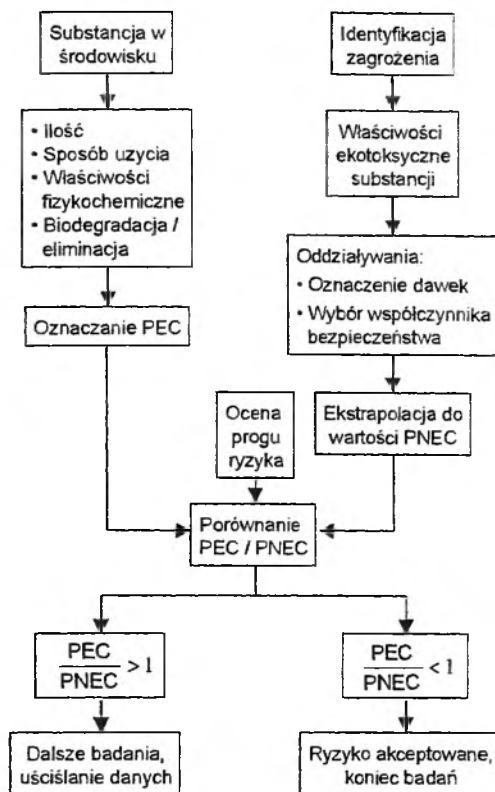 Substancja w
środowisku
Identyfikacja
zagrożenia
• Ilość
• Sposób uzycia
• Właściwości
fizykochemiczne
• Biodegradacja /
eliminacja
Właściwości
ekotoksyczne
substancji
Oddziaływania:
• Oznaczenie dawek
• Wybór współczynnika
bezpieczeństwa
Oznaczanie PEC
Ekstrapolacja do
wartości PNEC
Ocena
progu
ryzyka
Porównanie
PEC / PNEC
PEC
PNEC > 1
PEC
PNEC < 1
Dalsze badania,
uściślanie danych
Ryzyko akceptowane,
koniec badań